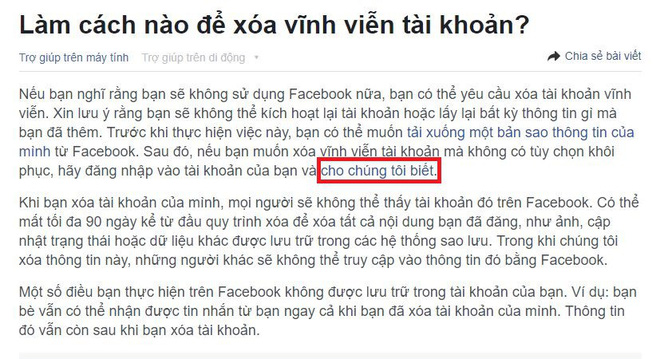 Làm cách nào để xóa vĩnh viễn tài khoản?
Trợ giúp trên máy tính Trợ giúp trên di động Chia sẻ bài viết
Nếu bạn nghĩ rằng bạn sẽ không sử dụng Facebook nữa, bạn có thể yêu cầu xóa tài khoản vĩnh
viễn. Xin lưu ý rằng bạn sẽ không thể kích hoạt lại tài khoản hoặc lấy lại bất kỳ thông tin gì mà
bạn đã thêm. Trước khi thực hiện việc này, bạn có thể muốn tải xuống một bản sao thông tin của
mình từ Facebook. Sau đó, nếu bạn muốn xóa vĩnh viễn tài khoản mà không có tùy chọn khôi
phục, hãy đăng nhập vào tài khoản của bạn và cho chúng tôi biết.
Khi bạn xóa tài khoản của mình, mọi người sẽ không thể thấy tài khoản đó trên Facebook. Có thể
mất tối đa 90 ngày kể từ đầu quy trình xóa để xóa tất cả nội dung bạn đã đăng, như ảnh, cập
nhật trạng thái hoặc dữ liệu khác được lưu trữ trong các hệ thống sao lưu. Trong khi chúng tôi
xóa thông tin này, những người khác sẽ không thể truy cập vào thông tin đó bằng Facebook.
Một số điều bạn thực hiện trên Facebook không được lưu trữ trong tài khoản của bạn. Ví dụ: bạn
bè vẫn có thể nhận được tin nhắn từ bạn ngay cả khi bạn đã xóa tài khoản của mình. Thông tin
đó vẫn còn sau khi bạn xóa tài khoản.